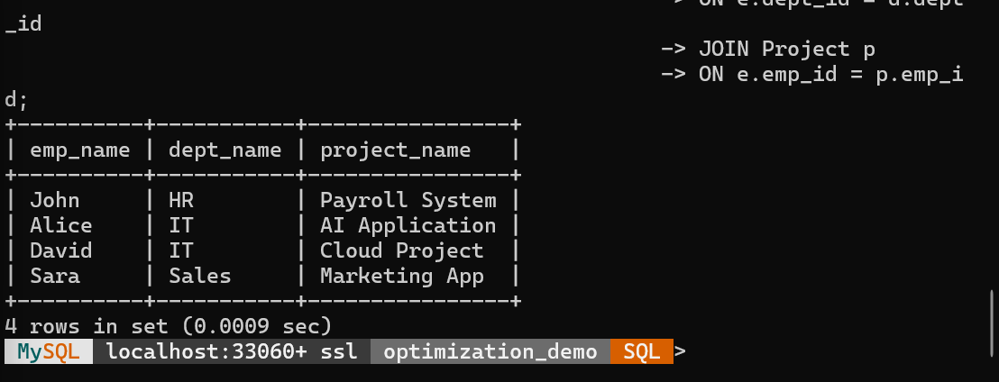 -> ON e.dept_id = d.dept
_id
-> JOIN Project p
-> ON e.emp_id = p.emp_i
d;
+----------+-----------+----------------+
| emp_name | dept_name | project_name   |
+----------+-----------+----------------+
| John     | HR        | Payroll System |
| Alice    | IT        | AI Application |
| David    | IT        | Cloud Project  |
| Sara     | Sales     | Marketing App  |
+----------+-----------+----------------+
4 rows in set (0.0009 sec)
MySQL localhost:33060+ ssl optimization_demo SQL >